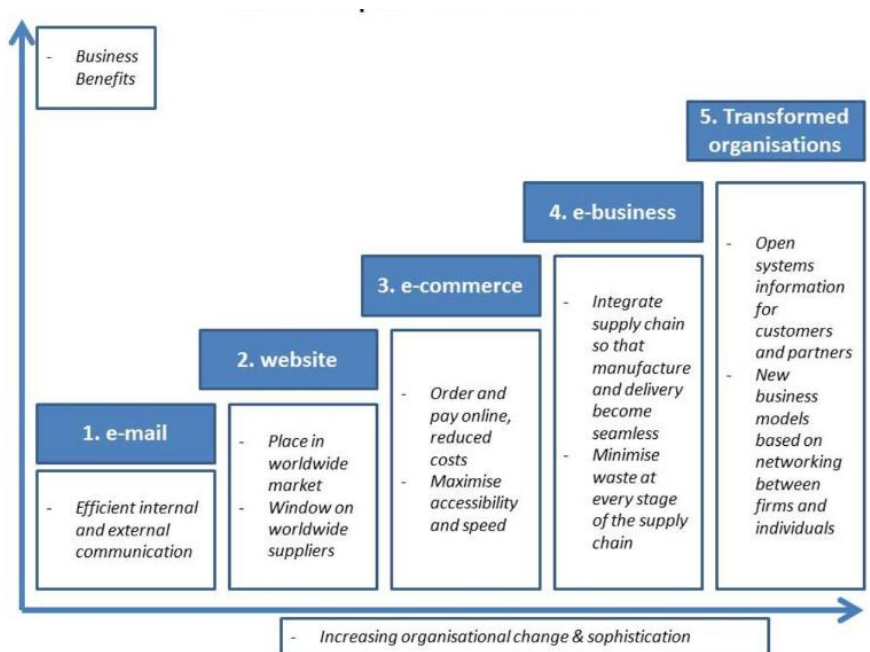 - Business
Benefits
5. Transformed
organisations
4. e-business
3. e-commerce
2. website
1. e-mail
- Efficient internal
and external
communication
- Place in
worldwide
market
- Window on
worldwide
suppliers
- Order and
pay online,
reduced
costs
- Maximise
accessibility
and speed
- Integrate
supply chain
so that
manufacture
and delivery
become
seamless
- Minimise
waste at
every stage
of the supply
chain
- Open
systems
information
for
customers
and partners
- New
business
models
based on
networking
between
firms and
individuals
- Increasing organisational change & sophistication